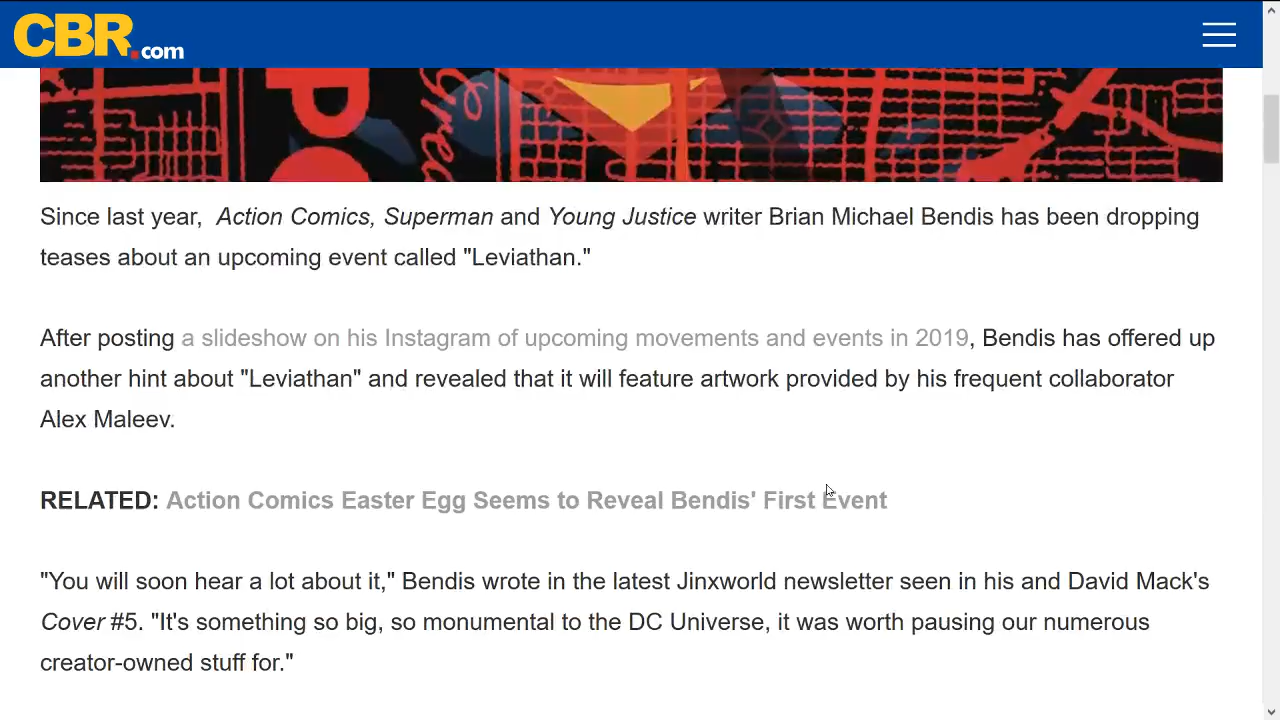 CBR.com
Since last year, Action Comics, Superman and Young Justice writer Brian Michael Bendis has been dropping
teases about an upcoming event called "Leviathan."
After posting a slideshow on his Instagram of upcoming movements and events in 2019, Bendis has offered up
another hint about "Leviathan" and revealed that it will feature artwork provided by his frequent collaborator
Alex Maleev.
RELATED: Action Comics Easter Egg Seems to Reveal Bendis' First Event
"You will soon hear a lot about it," Bendis wrote in the latest Jinxworld newsletter seen in his and David Mack's
Cover #5. "It's something so big, so monumental to the DC Universe, it was worth pausing our numerous
creator-owned stuff for."